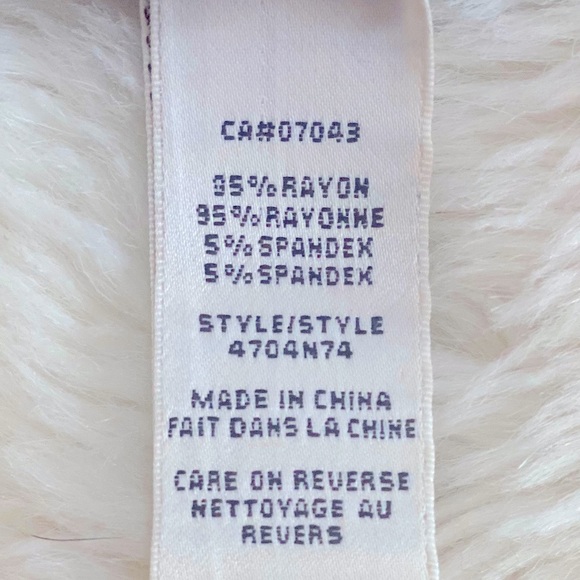 CA#07043
95%RAYON
95%RAYONNE
5%SPANDEX
5%SPANDEX
STYLE/STYLE
4704N74
MADE IN CHINA
FAIT DANS LA CHINE
CARE ON REVERSE
NETTOYAGE AU
REVERS